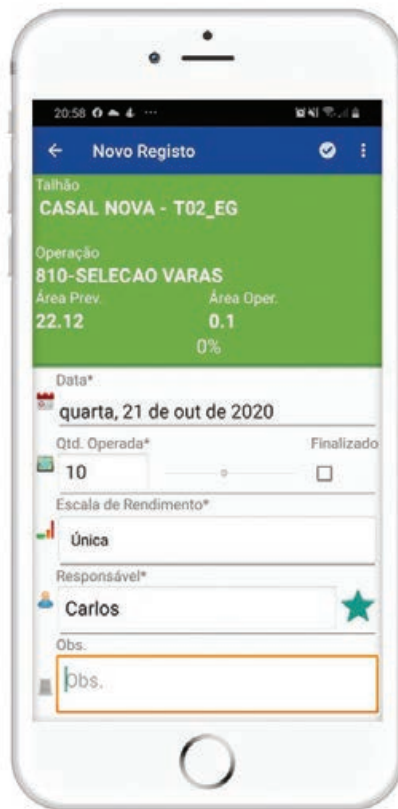 20:58
Novo Registo
Talhão
CASAL NOVA - T02_EG
Operação
810-SELECAO VARAS
Área Prev. Área Oper.
22.12 0.1
0%
Data*
quarta, 21 de out de 2020
Qtd. Operada* Finalizado
10
Escala de Rendimento*
Única
Responsável*
Carlos
Obs.
Obs.